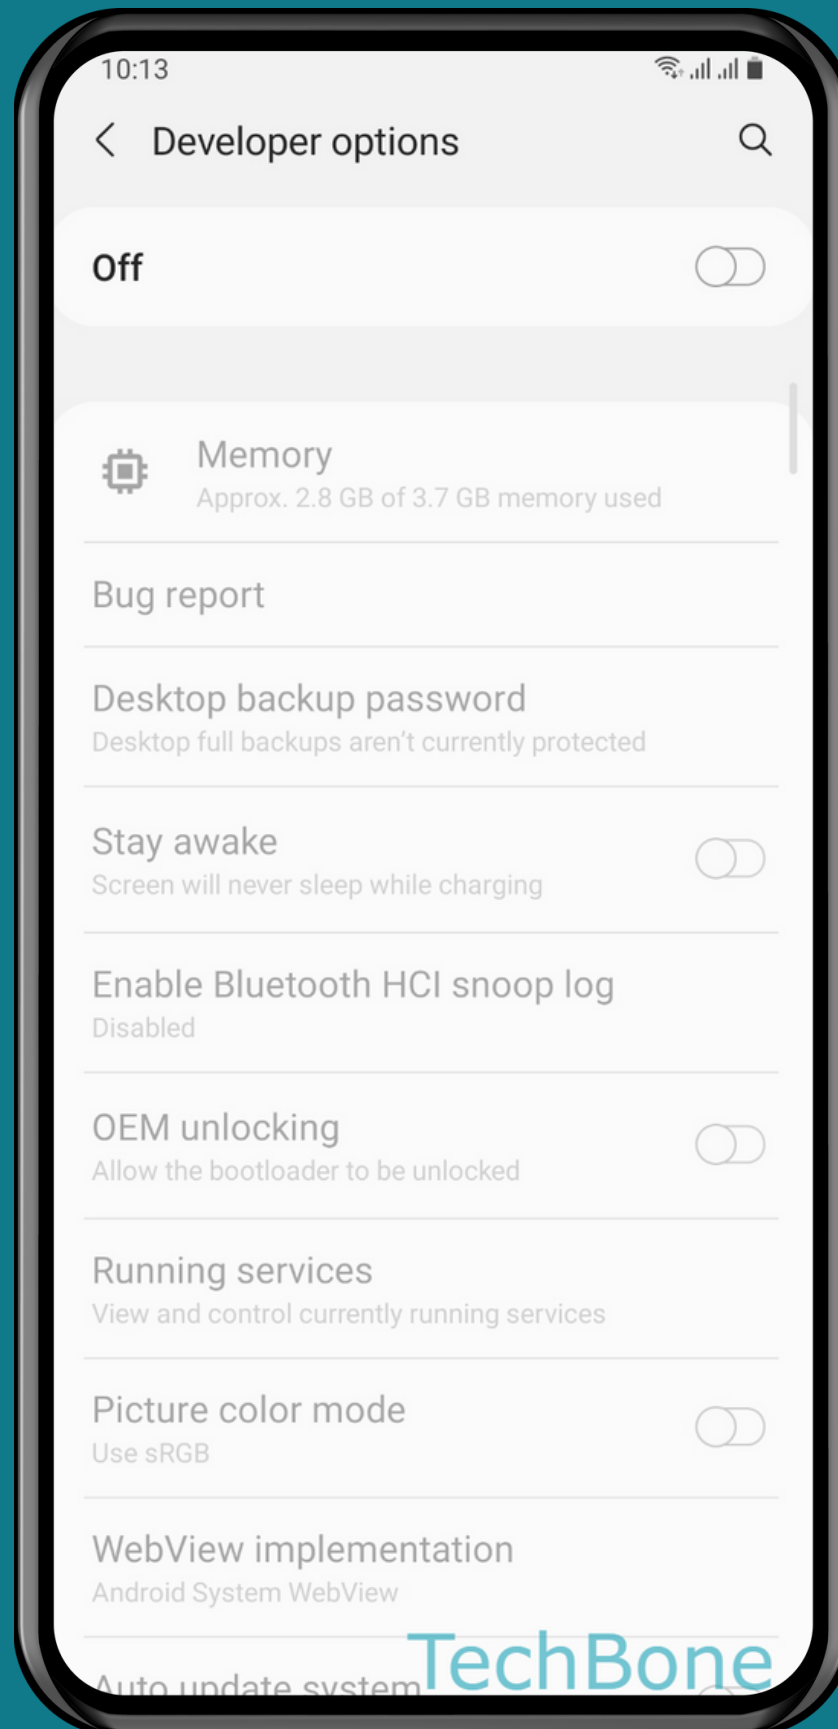 10:13
Developer options
Off
Memory
Approx. 2.8 GB of 3.7 GB memory used
Bug report
Desktop backup password
Desktop full backups aren't currently protected
Stay awake
Screen will never sleep while charging
Enable Bluetooth HCI snoop log
Disabled
OEM unlocking
Allow the bootloader to be unlocked
Running services
View and control currently running services
Picture color mode
Use sRGB
WebView implementation
Android System WebView
Auto update system
TechBone